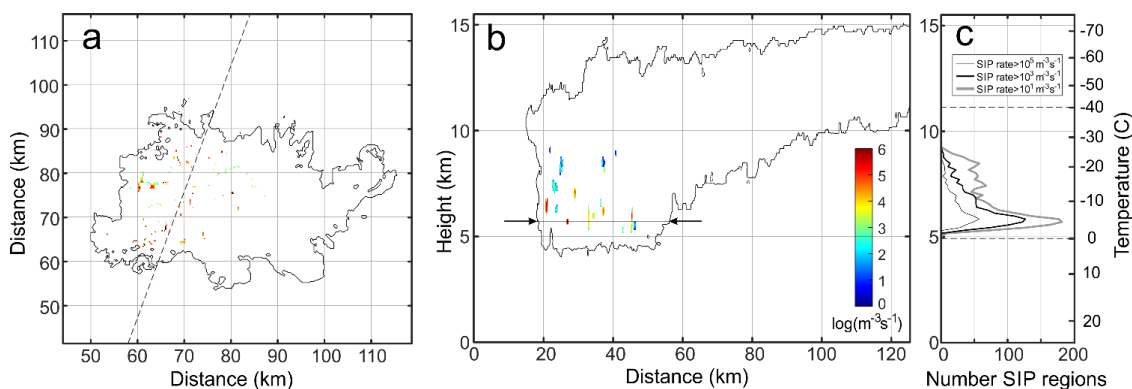 a
110
100
90
80
70
60
50
Distance (km)
50 60 70 80 90 100 110
Distance (km)
b
15
10
5
0
Height (km)
0 20 40 60 80 100 120
Distance (km)
6
5
4
3
2
1
0
log(m⁻³s⁻¹)
c
SIP rate>10⁵ m⁻³s⁻¹
SIP rate>10³ m⁻³s⁻¹
SIP rate>10¹ m⁻³s⁻¹
15
10
5
0
0 100 200
Number SIP regions
-70
-60
-50
-40
-30
-20
-10
0
10
20
Temperature (C)